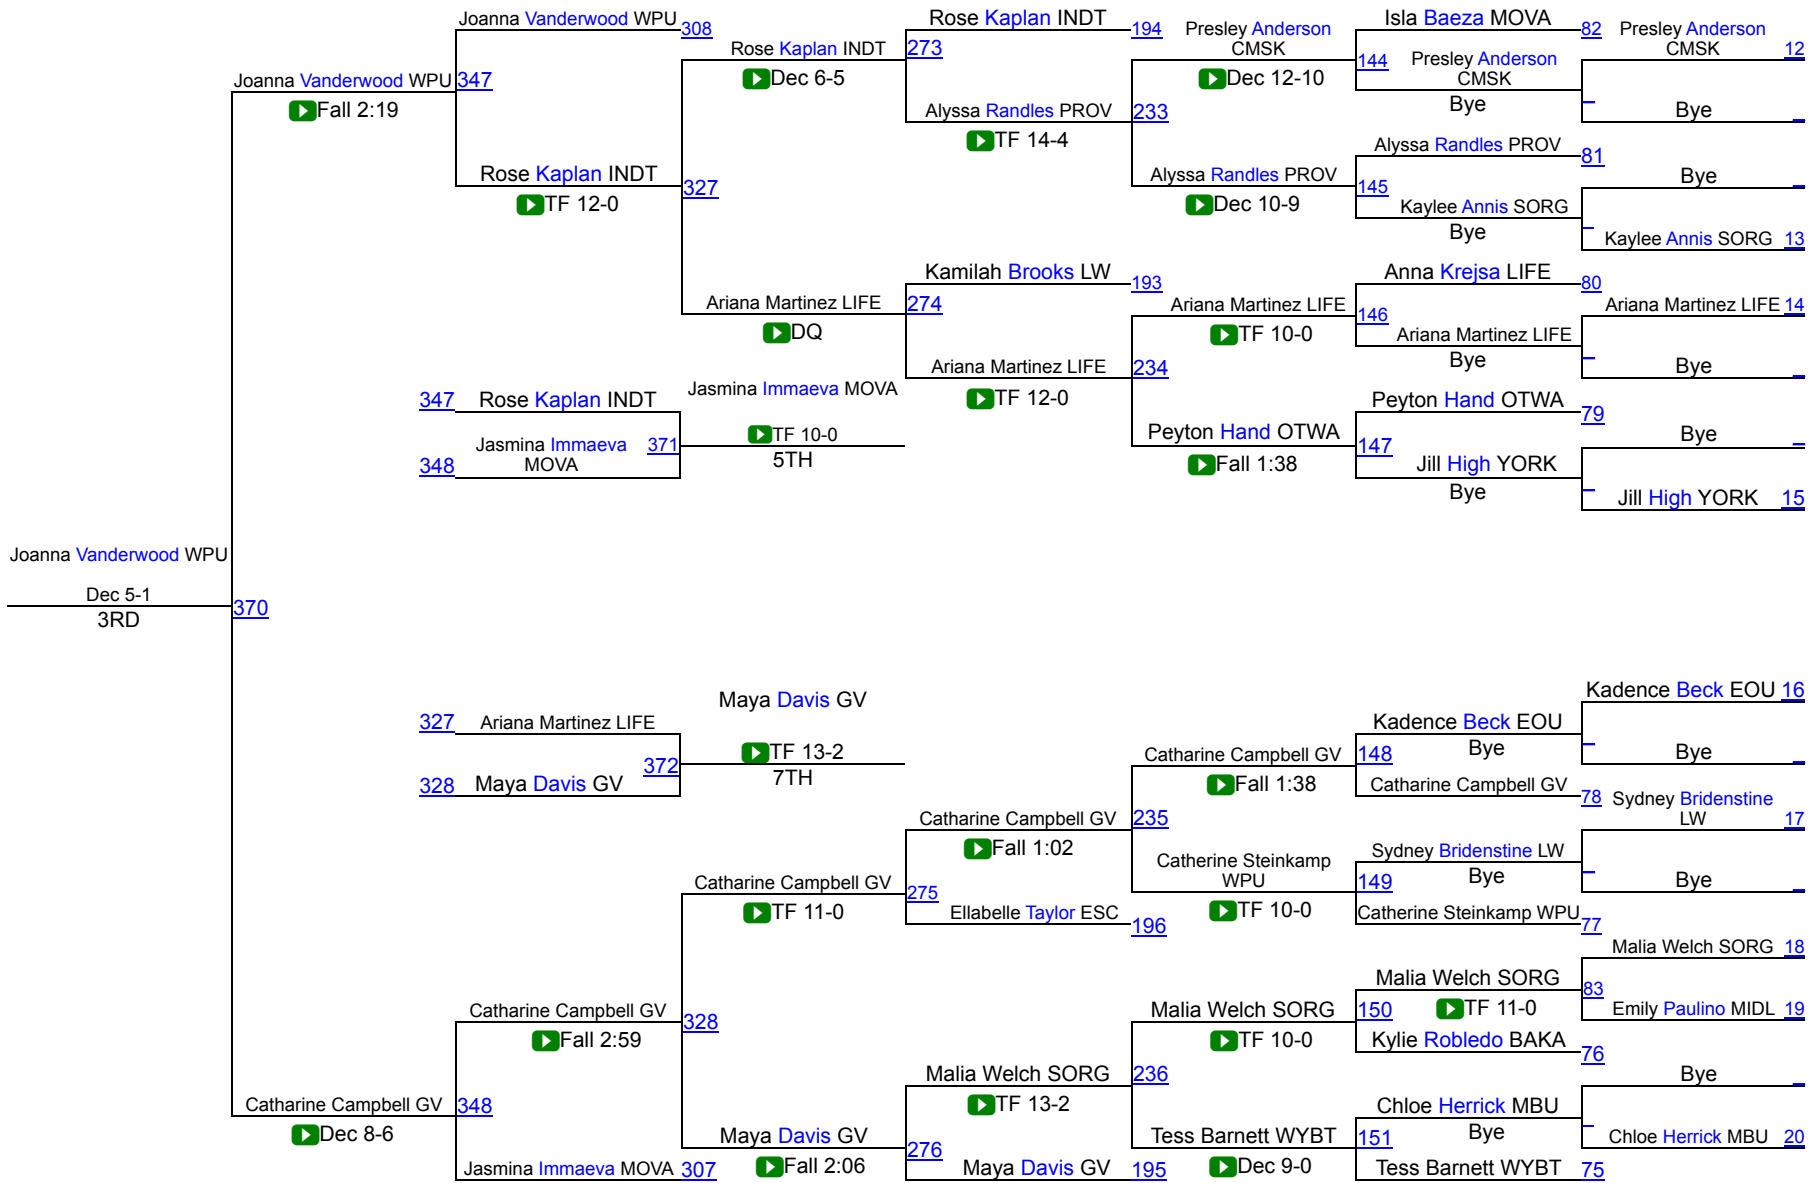 Joanna Vanderwood WPU 308
Rose Kaplan INDT 194
Presley Anderson
CMSK
Isla Baeza MOVA 82
Presley Anderson
CMSK 12
Rose Kaplan INDT 273
Dec 6-5
Dec 12-10
144 Presley Anderson
CMSK
Bye
Bye
Joanna Vanderwood WPU 347
Fall 2:19
Alyssa Randles PROV 233
TF 14-4
Alyssa Randles PROV 81
Rose Kaplan INDT 327
TF 12-0
Alyssa Randles PROV 145
Dec 10-9
Bye
Kaylee Annis SORG
Bye
Kaylee Annis SORG 13
Kamilah Brooks LW 193
Anna Krejsa LIFE 80
Ariana Martinez LIFE 274
DQ
Ariana Martinez LIFE 146
TF 10-0
Ariana Martinez LIFE 14
Ariana Martinez LIFE
Bye
Bye
Ariana Martinez LIFE 234
TF 12-0
347 Rose Kaplan INDT
Jasmina Immaeva MOVA
Peyton Hand OTWA 79
Jasmina Immaeva
MOVA
348
371
TF 10-0
5TH
Peyton Hand OTWA 147
Fall 1:38
Bye
Jill High YORK
Bye
Jill High YORK 15
Joanna Vanderwood WPU
Dec 5-1
3RD
370
Maya Davis GV
Kadence Beck EOU 16
327 Ariana Martinez LIFE
Kadence Beck EOU
Bye
Bye
372
TF 13-2
7TH
328 Maya Davis GV
Catharine Campbell GV 148
Fall 1:38
Catharine Campbell GV 78
Sydney Bridenstine
LW 17
Catharine Campbell GV 235
Fall 1:02
Sydney Bridenstine LW
Bye
Bye
Catharine Campbell GV 275
TF 11-0
Catherine Steinkamp
WPU
149
TF 10-0
Ellabelle Taylor ESC 196
Catherine Steinkamp WPU 77
Malia Welch SORG 18
Malia Welch SORG 83
TF 11-0
Emily Paulino MIDL 19
Catharine Campbell GV 328
Fall 2:59
Malia Welch SORG 150
TF 10-0
Kylie Robledo BAKA 76
Malia Welch SORG 236
TF 13-2
Bye
Catharine Campbell GV 348
Dec 8-6
Chloe Herrick MBU
Bye
Chloe Herrick MBU 20
Maya Davis GV 276
Fall 2:06
Tess Barnett WYBT 151
Dec 9-0
Jasmina Immaeva MOVA 307
Maya Davis GV 195
Tess Barnett WYBT 75